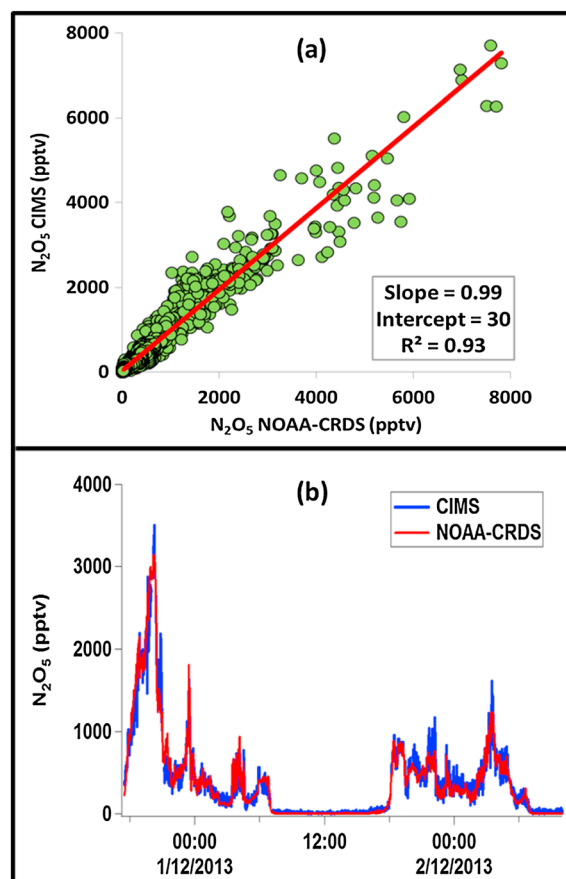 (a)
8000
6000
4000
2000
0
N₂O₅ CIMS
(pptv)
Slope = 0.99
Intercept = 30
R² = 0.93
0 2000 4000 6000 8000
N₂O₅ NOAA-CRDS (pptv)
(b)
4000
3000
2000
1000
0
N₂O₅
(pptv)
CIMS
NOAA-CRDS
00:00 12:00 00:00
1/12/2013 2/12/2013